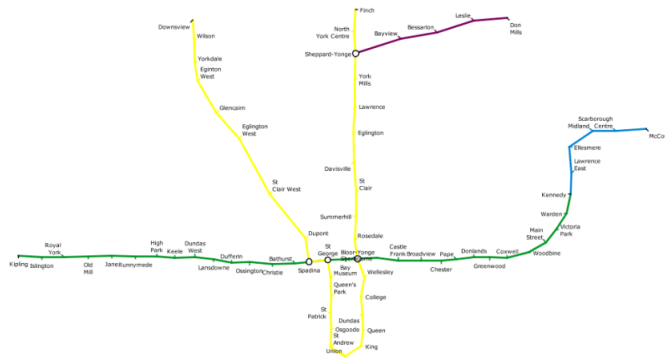 Finch
Downsview
North
York Centre
Wilson
Leslie
Bessarion
Bayview
Don
Mills
Sheppard-Yonge
Yorkdale
Eginton
West
York
Mills
Glencairn
Lawrence
Eglington
West
Eglington
Scarborough
Midland Centre
McCo
Ellesmere
Lawrence
East
Davisville
St
Clair West
St
Clair
Kennedy
Summerhill
Warden
Victoria
Park
Dupont
Rosedale
Main
Street
Royal
York
High
Park
Keele
Dundas
West
Dufferin
Bathurst
St
George
Bloor-Yonge
Castle
Frank
Broadview
Pape
Donlands
Coxwell
Woodbine
Kipling
Islington
Old
Mill
Jane
Runnymede
Lansdowne
Ossington
Christie
Spadina
Bay
Museum
Wellesley
Chester
Greenwood
Queen's
Park
College
St
Patrick
Dundas
Osgoode
Queen
St
Andrew
Union
King